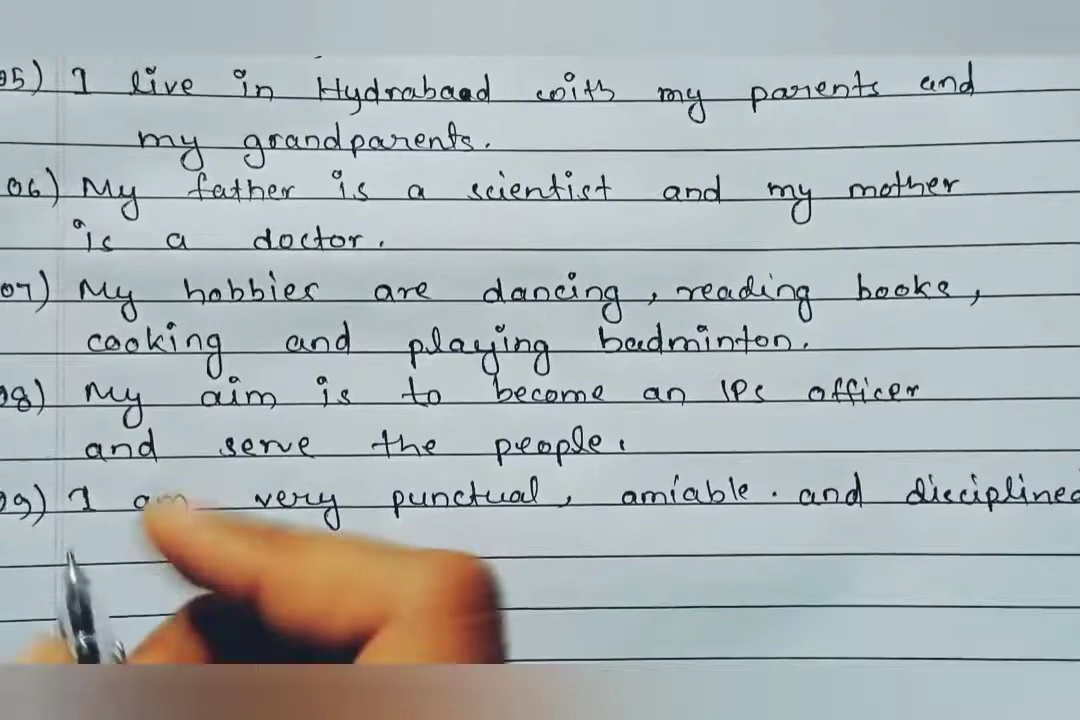 05) I live in Hydrabad with my parents and
my grandparents.
06) My father is a scientist and my mother
is a doctor.
07) My hobbies are dancing, reading books,
cooking and playing badminton.
08) My aim is to become an IPS officer
and serve the people.
09) I am very punctual, amiable. and disciplined